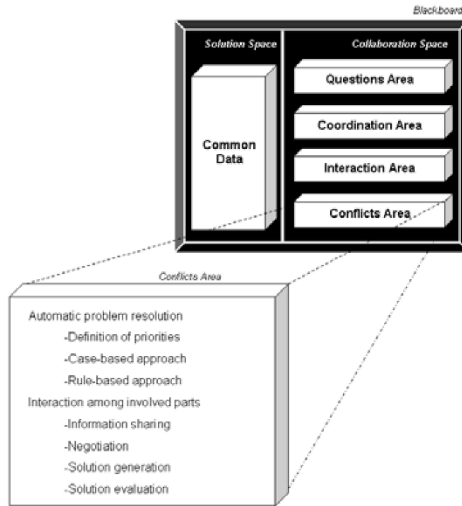 Blackboard
Solution Space
Collaboration Space
Common
Data
Questions Area
Coordination Area
Interaction Area
Conflicts Area
Conflicts Area
Automatic problem resolution
-Definition of priorities
-Case-based approach
-Rule-based approach
Interaction among involved parts
-Information sharing
-Negotiation
-Solution generation
-Solution evaluation